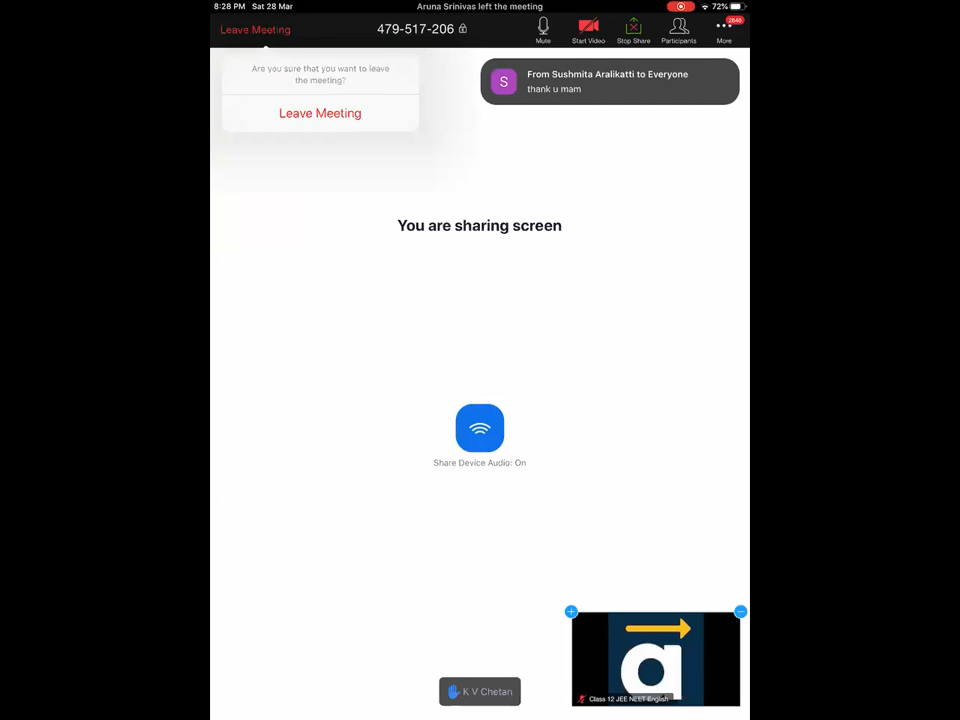 8:28 PM Sat 28 Mar
Aruna Srinivas left the meeting
72%
Leave Meeting
479-517-206
Mute
Start Video
Stop Share
Participants
2846
More
Are you sure that you want to leave
the meeting?
Leave Meeting
S
From Sushmita Aralikatti to Everyone
thank u mam
You are sharing screen
Share Device Audio: On
K V Chetan
a
Class 12 JEE NEET English